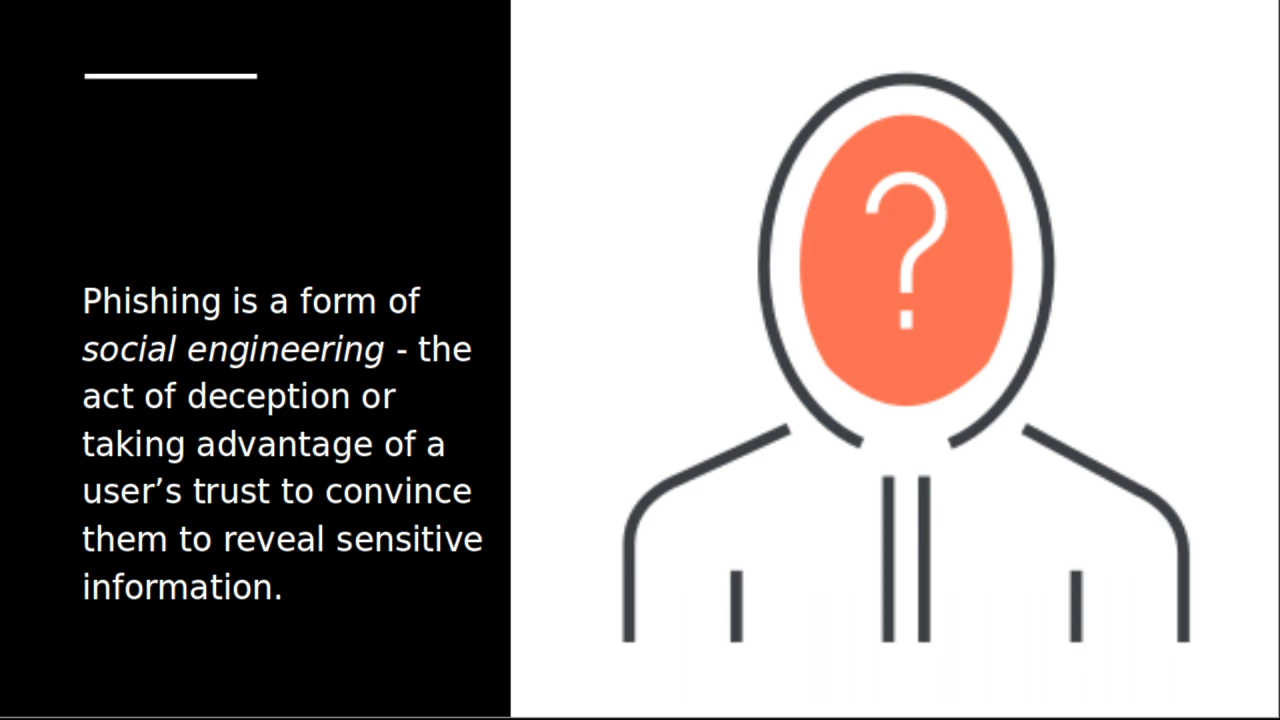 Phishing is a form of
social engineering - the
act of deception or
taking advantage of a
user’s trust to convince
them to reveal sensitive
information.
?